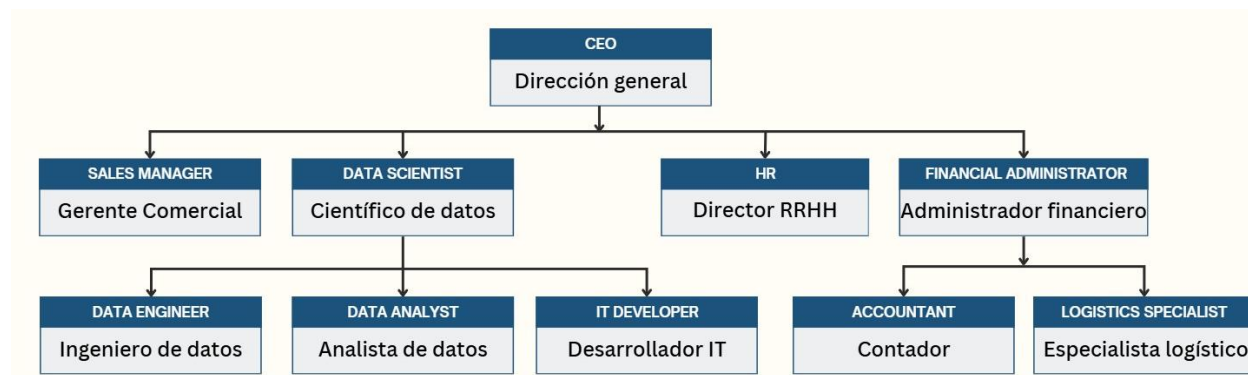 CEO
Dirección general
SALES MANAGER
Gerente Comercial
DATA SCIENTIST
Científico de datos
HR
Director RRHH
FINANCIAL ADMINISTRATOR
Administrador financiero
DATA ENGINEER
Ingeniero de datos
DATA ANALYST
Analista de datos
IT DEVELOPER
Desarrollador IT
ACCOUNTANT
Contador
LOGISTICS SPECIALIST
Especialista logístico